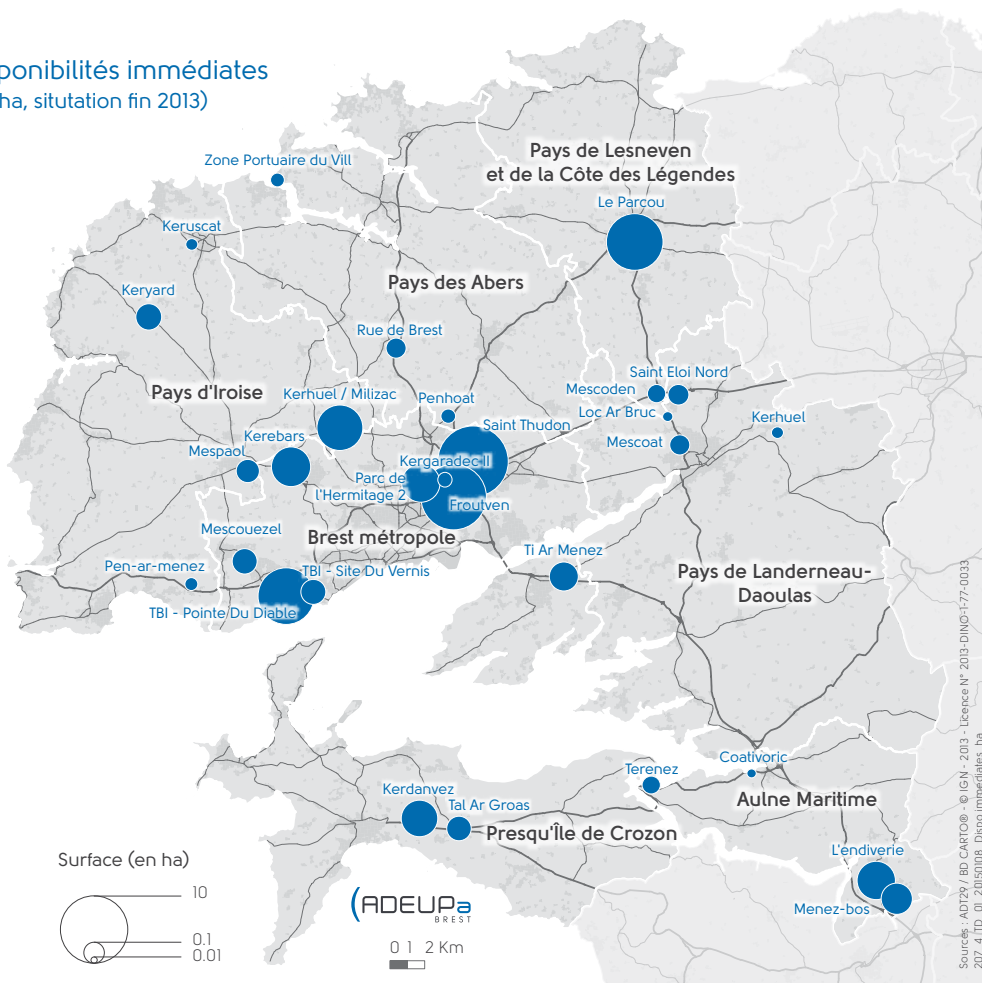 ponibilités immédiates
ha, situtation fin 2013)
Zone Portuaire du Vill
Pays de Lesneven
et de la Côte des Légendes
Le Parcou
Keruscat
Keryard
Pays des Abers
Rue de Brest
Pays d'Iroise
Kerhuel / Milizac
Penhoat
Saint Eloi Nord
Mescoden
Loc Ar Bruc
Kerhuel
Mescoat
Saint Thudon
Kerebars
Mespaol
Kergaradec II
Parc de
l'Hermitage 2
Froutven
Mescouezel
Brest métropole
Pen-ar-menez
TBI - Site Du Vernis
TBI - Pointe Du Diable
Ti Ar Menez
Pays de Landerneau-
Daoulas
Coativoric
Terenez
Aulne Maritime
Kerdanvez
Tal Ar Groas
Presqu'Île de Crozon
L'endiverie
Menez-bos
Surface (en ha)
10
0.1
0.01
ADEUPa
BREST
0 1 2 Km
Sources : ADT29 / BD CARTO® - © IGN - 2013 - Licence N° 2013-DINO-1-77-0033
207_4_TD_01_20150108_Dispo immediates_ha